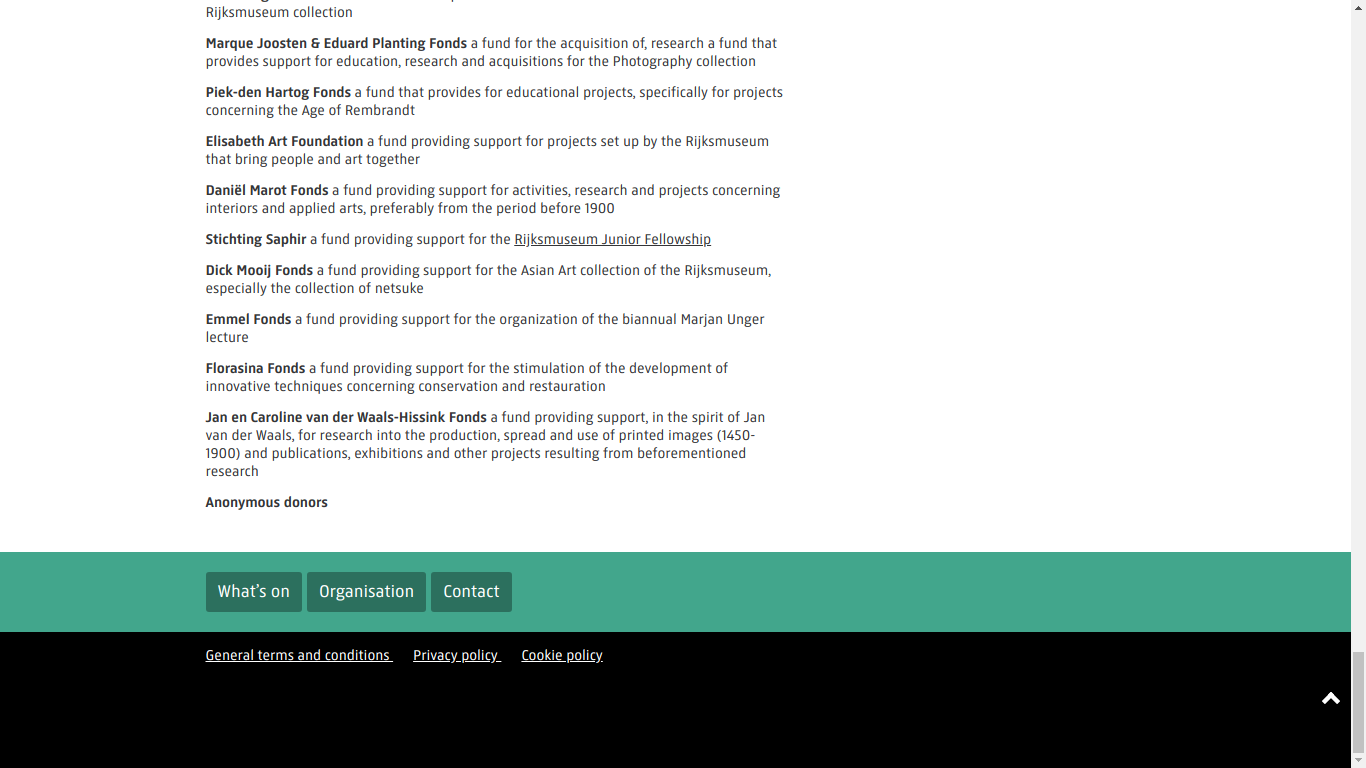 Rijksmuseum collection
Marque Joosten & Eduard Planting Fonds a fund for the acquisition of, research a fund that
provides support for education, research and acquisitions for the Photography collection
Piek-den Hartog Fonds a fund that provides for educational projects, specifically for projects
concerning the Age of Rembrandt
Elisabeth Art Foundation a fund providing support for projects set up by the Rijksmuseum
that bring people and art together
Daniël Marot Fonds a fund providing support for activities, research and projects concerning
interiors and applied arts, preferably from the period before 1900
Stichting Saphir a fund providing support for the Rijksmuseum Junior Fellowship
Dick Mooij Fonds a fund providing support for the Asian Art collection of the Rijksmuseum,
especially the collection of netsuke
Emmel Fonds a fund providing support for the organization of the biannual Marjan Unger
lecture
Florasina Fonds a fund providing support for the stimulation of the development of
innovative techniques concerning conservation and restauration
Jan en Caroline van der Waals-Hissink Fonds a fund providing support, in the spirit of Jan
van der Waals, for research into the production, spread and use of printed images (1450-
1900) and publications, exhibitions and other projects resulting from beforementioned
research
Anonymous donors
What's on Organisation Contact
General terms and conditions Privacy policy Cookie policy